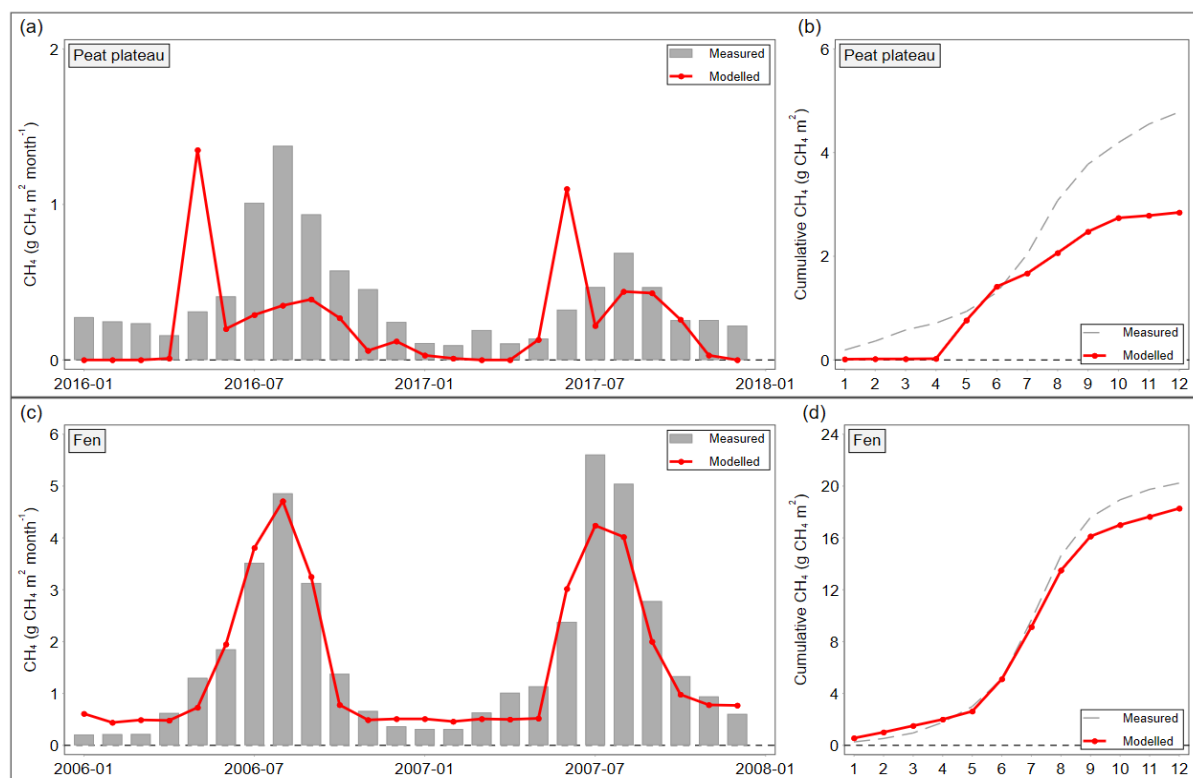 (a)
Peat plateau
Measured
Modelled
CH₄ (g CH₄ m² month⁻¹)
2
1
0
2016-01 2016-07 2017-01 2017-07 2018-01
(b)
Peat plateau
Cumulative CH₄ (g CH₄ m²)
6
4
2
0
Measured
Modelled
1 2 3 4 5 6 7 8 9 10 11 12
(c)
Fen
Measured
Modelled
CH₄ (g CH₄ m² month⁻¹)
6
5
4
3
2
1
0
2006-01 2006-07 2007-01 2007-07 2008-01
(d)
Fen
Cumulative CH₄ (g CH₄ m²)
24
20
16
12
8
4
0
Measured
Modelled
1 2 3 4 5 6 7 8 9 10 11 12